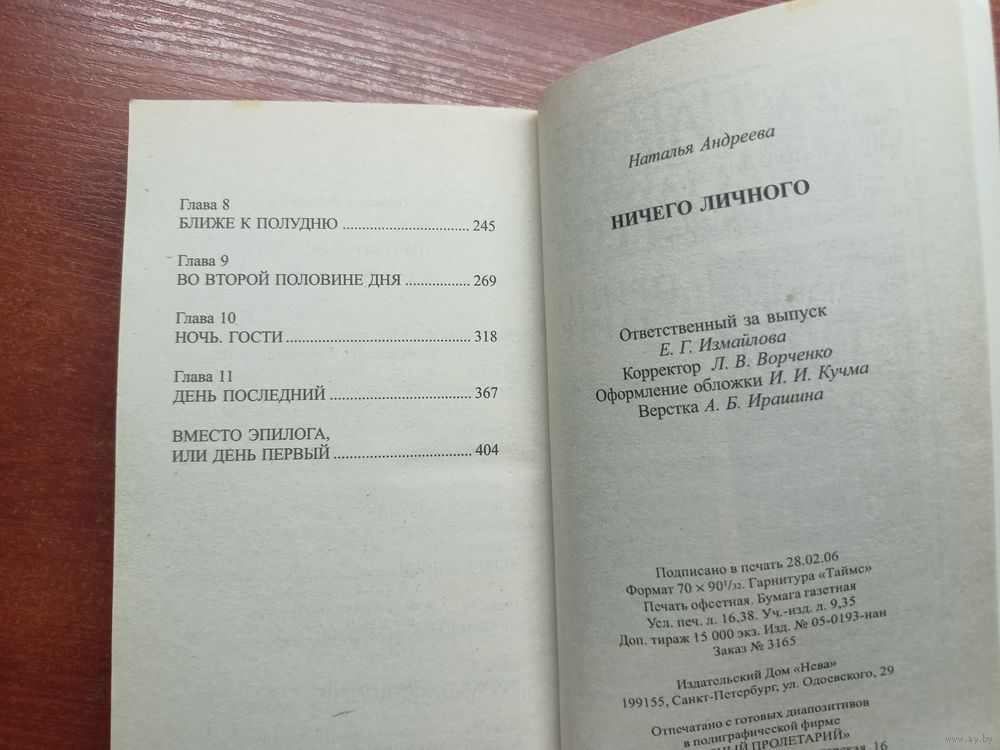 Глава 8
БЛИЖЕ К ПОЛУДНЮ ................................ 245
Глава 9
ВО ВТОРОЙ ПОЛОВИНЕ ДНЯ ................ 269
Глава 10
НОЧЬ. ГОСТИ ............................................ 318
Глава 11
ДЕНЬ ПОСЛЕДНИЙ ................................. 367
ВМЕСТО ЭПИЛОГА,
ИЛИ ДЕНЬ ПЕРВЫЙ ................................. 404
Наталья Андреева
НИЧЕГО ЛИЧНОГО
Ответственный за выпуск
Е. Г. Измайлова
Корректор Л. В. Ворченко
Оформление обложки И. И. Кучма
Верстка А. Б. Ирашина
Подписано в печать 28.02.06
Формат 70 × 90 1/32. Гарнитура «Таймс»
Печать офсетная. Бумага газетная
Усл. печ. л. 16,38. Уч.-изд. л. 9,35
Доп. тираж 15 000 экз. Изд. № 05-0193-нан
Заказ № 3165
Издательский Дом «Нева»
199155, Санкт-Петербург, ул. Одоевского, 29
Отпечатано с готовых диапозитивов
в полиграфической фирме
ПРОЛЕТАРИЙ»
16
www.ay.by